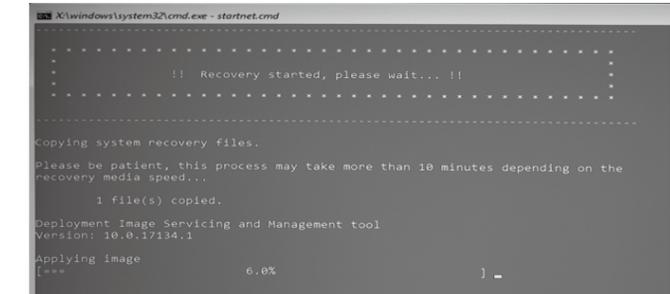 X:\windows\system32\cmd.exe - startnet.cmd
!! Recovery started, please wait... !!
Copying system recovery files.
Please be patient, this process may take more than 10 minutes depending on the
recovery media speed...
1 file(s) copied.
Deployment Image Servicing and Management tool
Version: 10.0.17134.1
Applying image
[=== 6.0% ] _